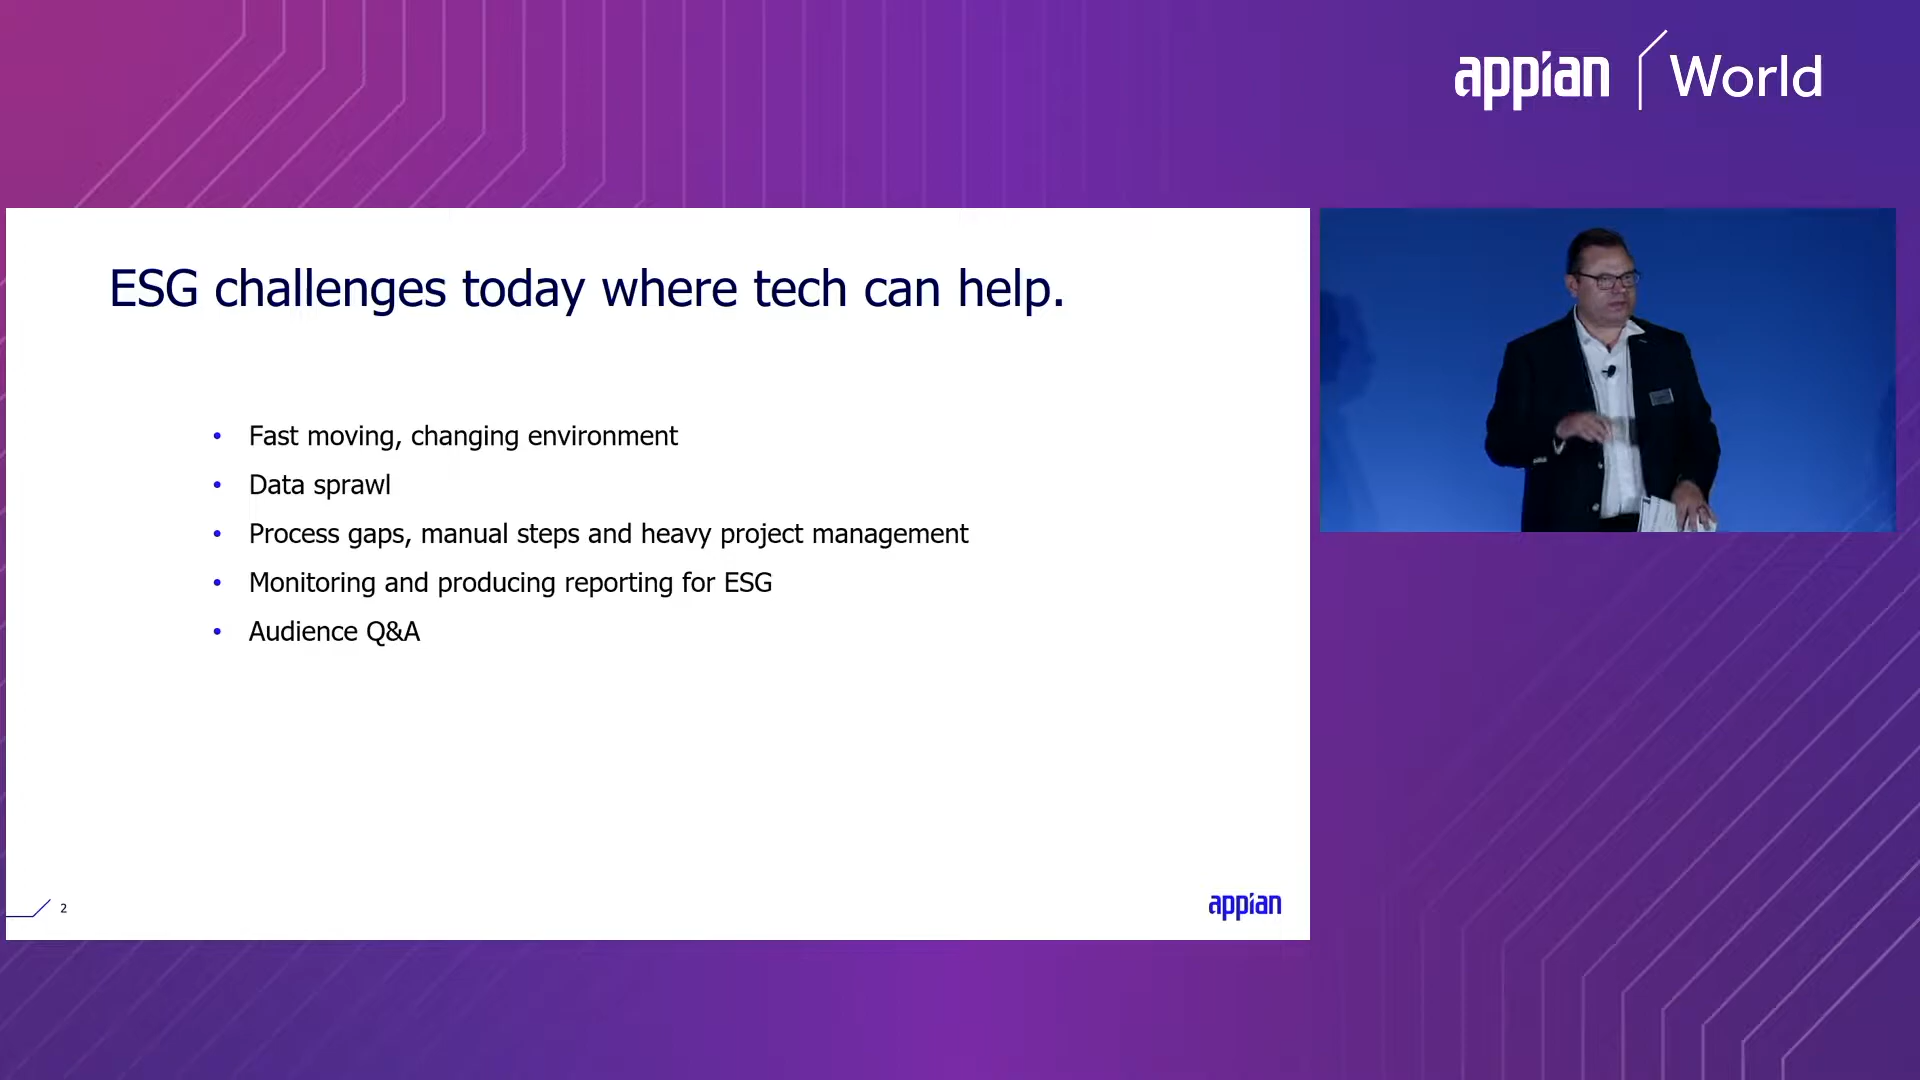 appian World
ESG challenges today where tech can help.
• Fast moving, changing environment
• Data sprawl
• Process gaps, manual steps and heavy project management
• Monitoring and producing reporting for ESG
• Audience Q&A
2
appian